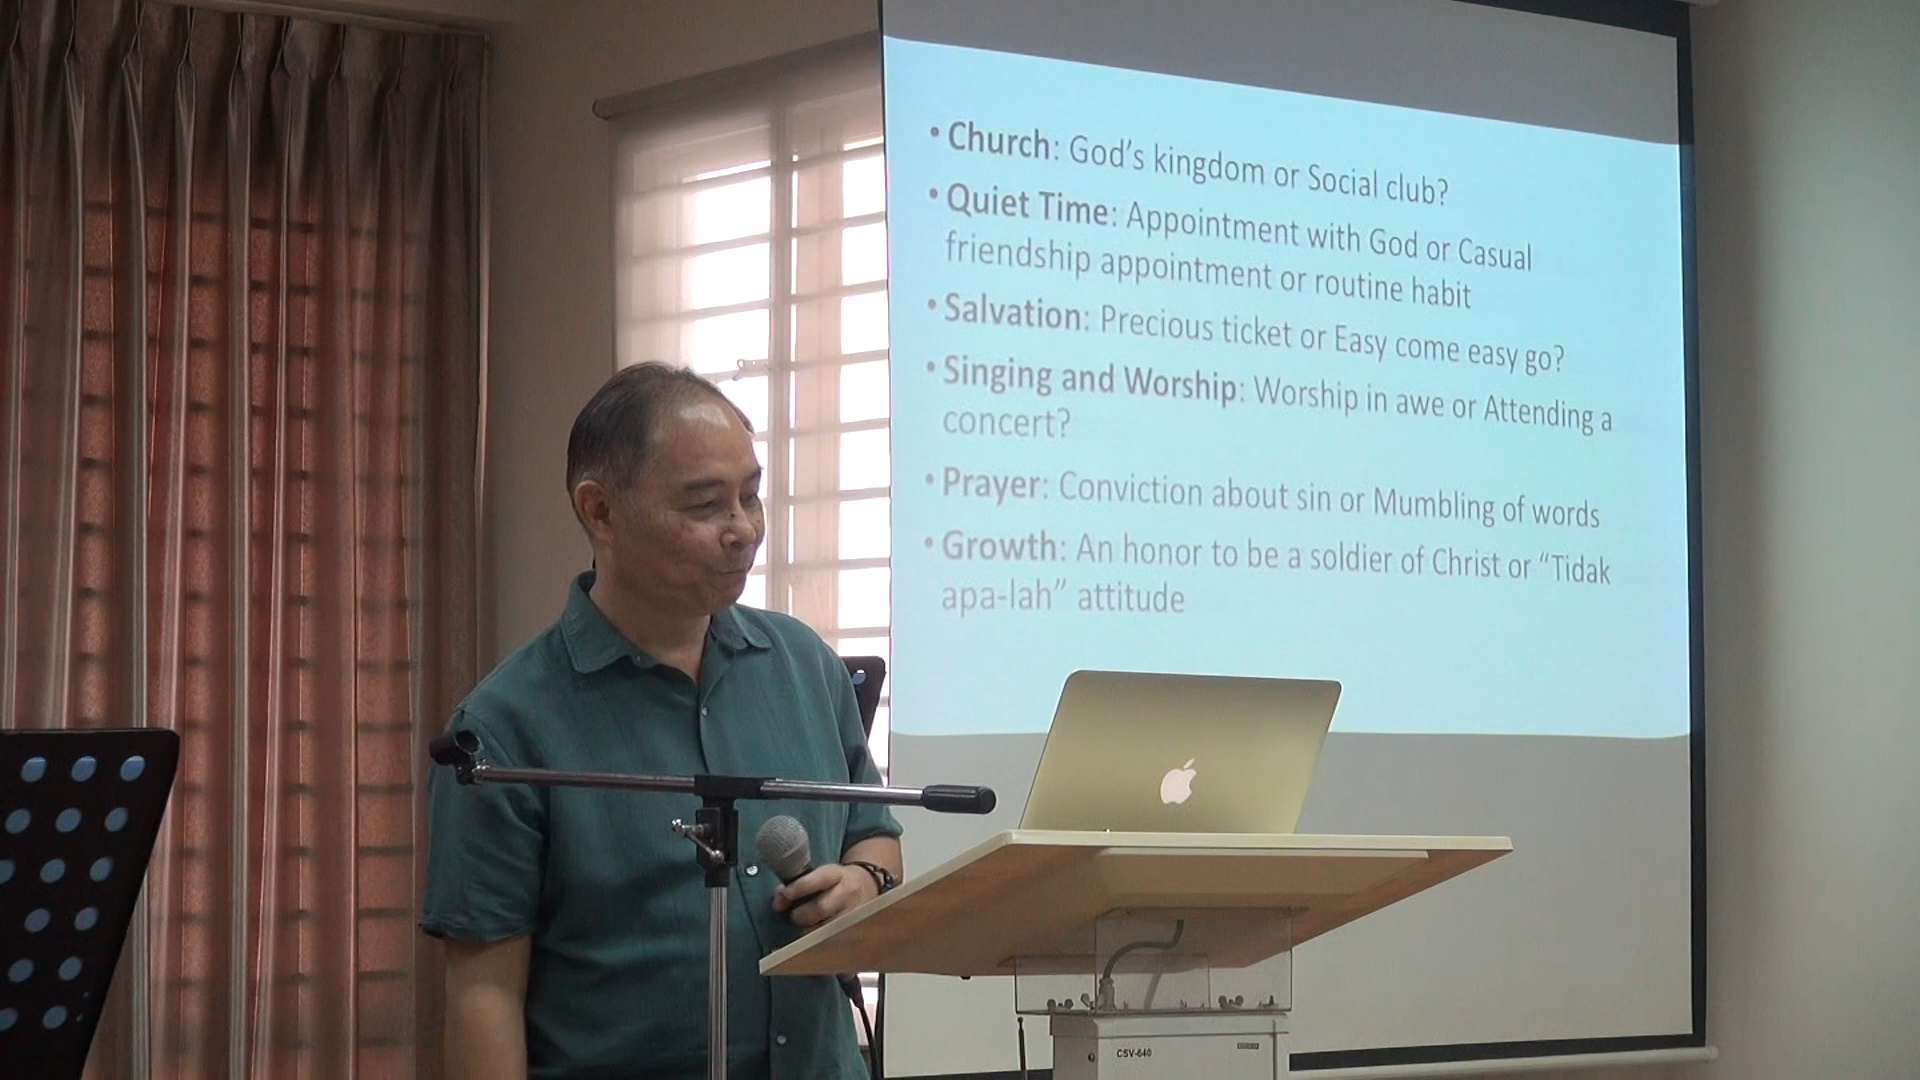 • Church: God's kingdom or Social club?
• Quiet Time: Appointment with God or Casual
friendship appointment or routine habit
• Salvation: Precious ticket or Easy come easy go?
• Singing and Worship: Worship in awe or Attending a
concert?
• Prayer: Conviction about sin or Mumbling of words
• Growth: An honor to be a soldier of Christ or “Tidak
apa-lah” attitude
CSV-640